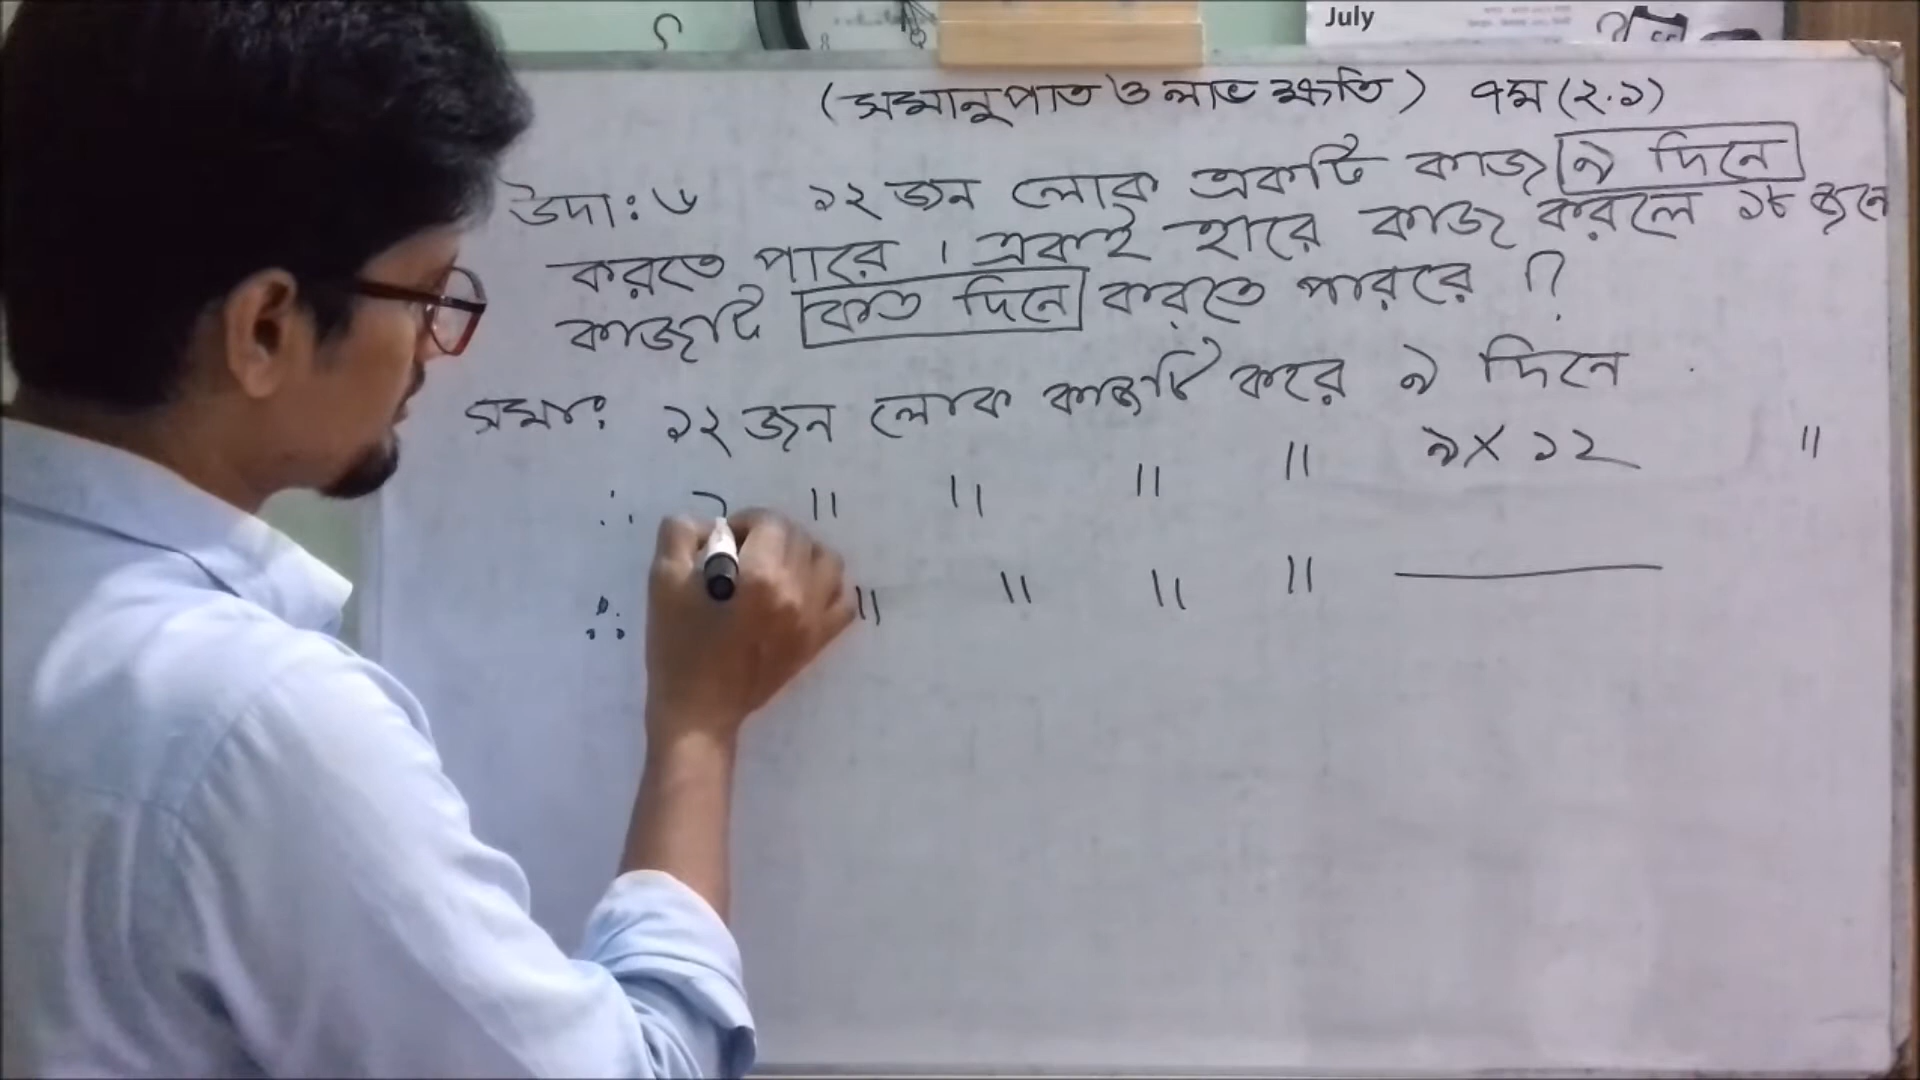 July
(সমানুপাত ও লাভ ক্ষতি) ৭ম (২.১)
উদা: ৬ ১২ জন লোক একটি কাজ ৯ দিনে
করতে পারে । একই হারে কাজ করলে ১৮ জনে
কাজটি কত দিনে করতে পারবে ?
সমা: ১২ জন লোক কাজটি করে ৯ দিনে
∴ ১ " " " " ৯ × ১২ "
∴ " " " "